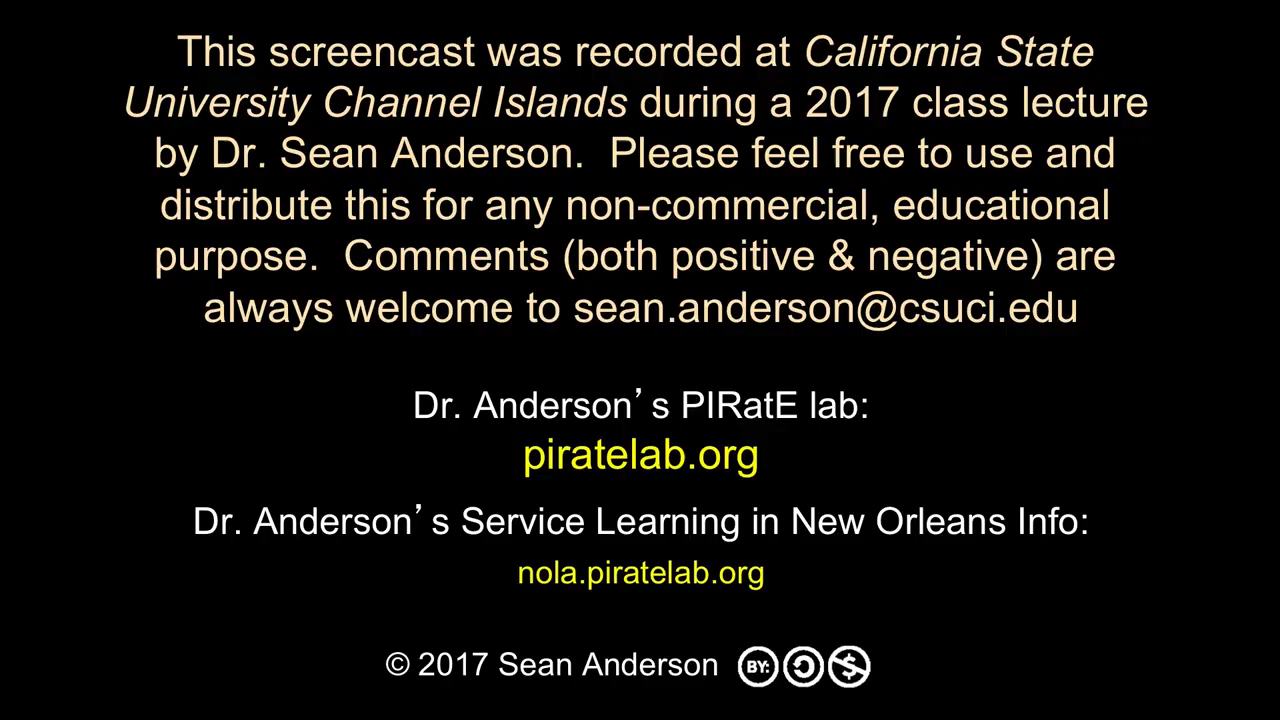 This screencast was recorded at California State
University Channel Islands during a 2017 class lecture
by Dr. Sean Anderson.  Please feel free to use and
distribute this for any non-commercial, educational
purpose.  Comments (both positive & negative) are
always welcome to sean.anderson@csuci.edu
Dr. Anderson’s PIRatE lab:
piratelab.org
Dr. Anderson’s Service Learning in New Orleans Info:
nola.piratelab.org
© 2017 Sean Anderson BY: $